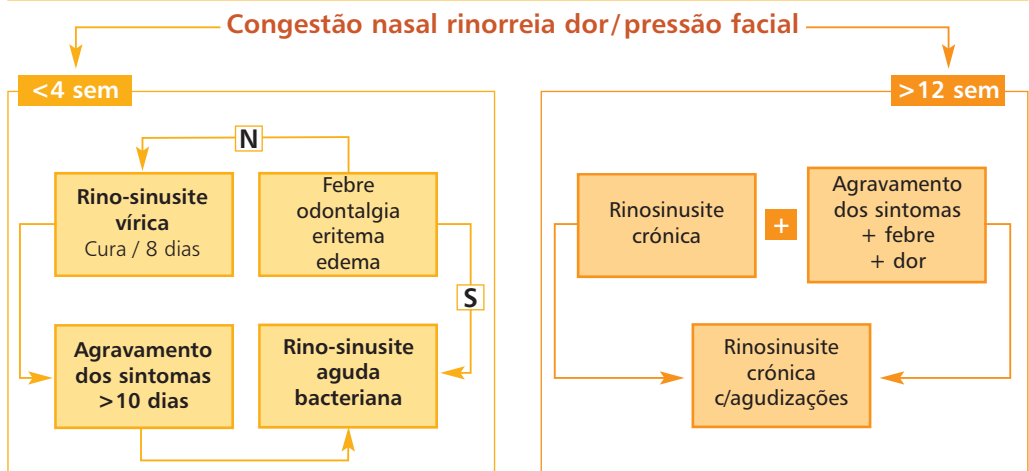 Congestão nasal rinorreia dor/pressão facial
<4 sem
N
Rino-sinusite
vírica
Cura / 8 dias
Febre
odontalgia
eritema
edema
S
Agravamento
dos sintomas
>10 dias
Rino-sinusite
aguda
bacteriana
>12 sem
Rinosinusite
crónica
+
Agravamento
dos sintomas
+ febre
+ dor
Rinosinusite
crónica
c/agudizações